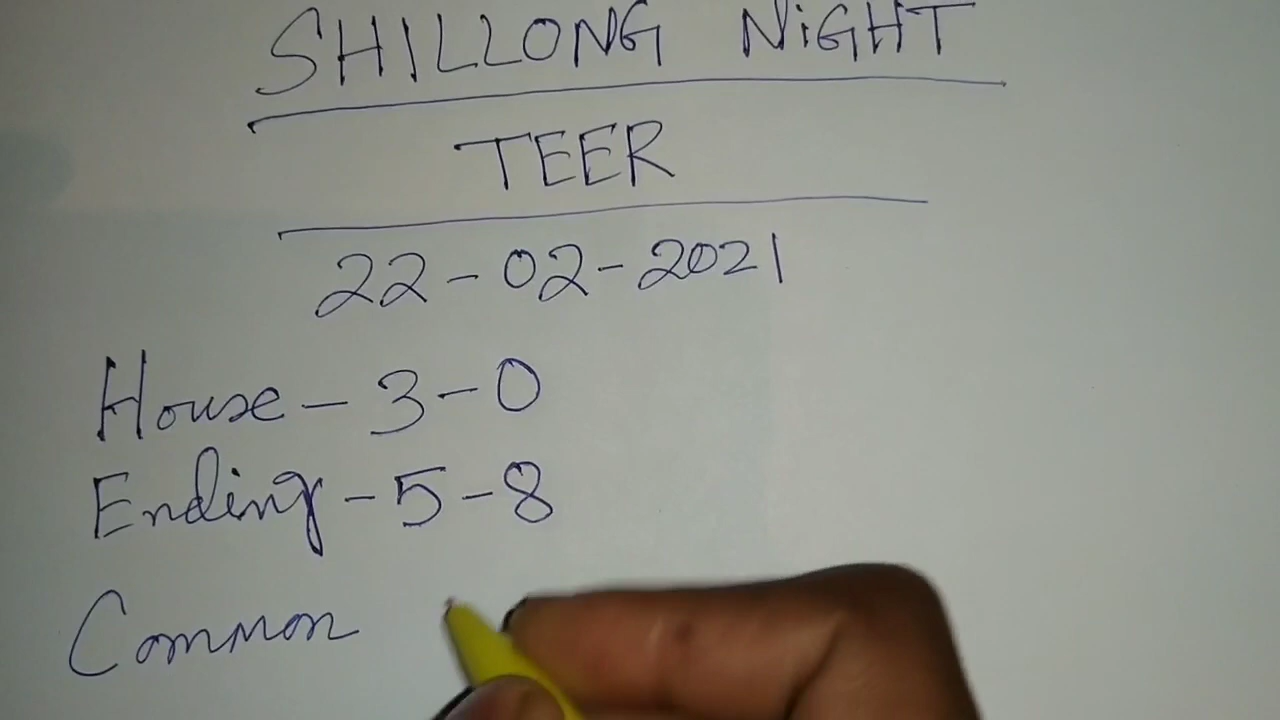 SHILLONG NiGHT
TEER
22-02-2021
House - 3-0
Ending - 5-8
Common